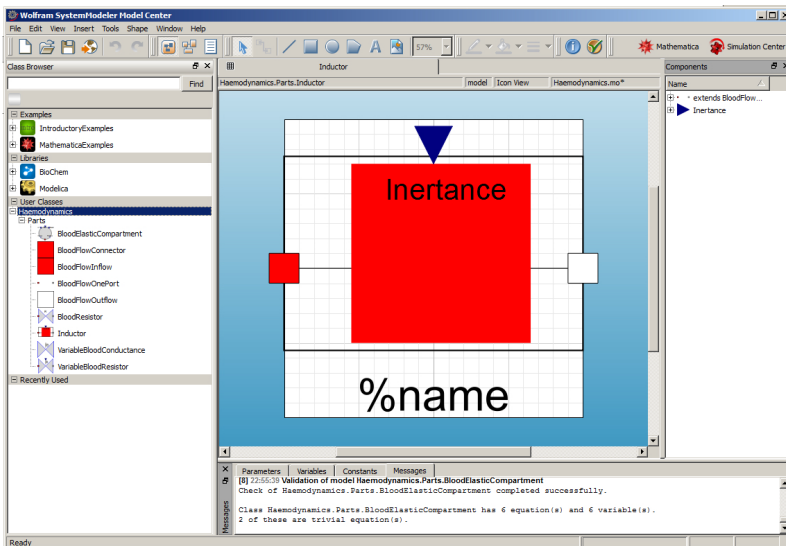 Wolfram SystemModeler Model Center
File Edit View Insert Tools Shape Window Help
57% Mathematica Simulation Center
Class Browser
Find
Examples
IntroductoryExamples
MathematicaExamples
Libraries
BioChem
Modelica
User Classes
Haemodynamics
Parts
BloodElasticCompartment
BloodFlowConnector
BloodFlowInflow
BloodFlowOnePort
BloodFlowOutflow
BloodResistor
Inductor
VariableBloodConductance
VariableBloodResistor
Recently Used
Inductor
Haemodynamics.Parts.Inductor model Icon View Haemodynamics.mo*
Inertance
%name
Components
Name
extends BloodFlow...
Inertance
Parameters Variables Constants Messages
[8] 22:55:39 Validation of model Haemodynamics.Parts.BloodElasticCompartment
Check of Haemodynamics.Parts.BloodElasticCompartment completed successfully.
Class Haemodynamics.Parts.BloodElasticCompartment has 6 equation(s) and 6 variable(s).
2 of these are trivial equation(s).
Messages
Ready